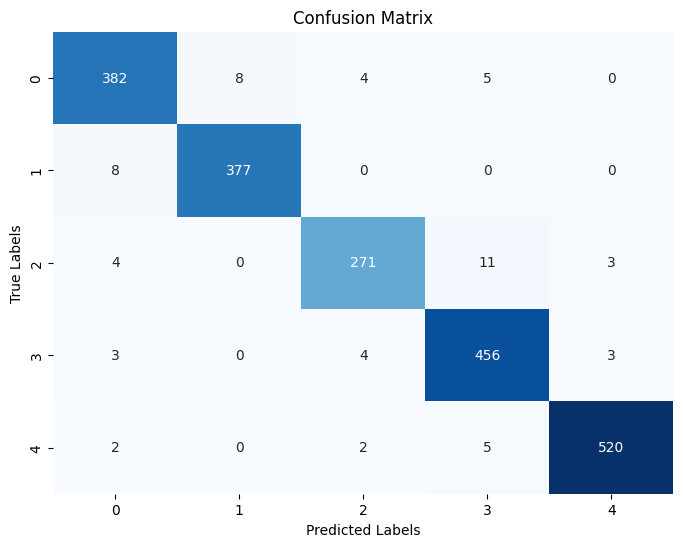 Confusion Matrix
True Labels
0 382 8 4 5 0
1 8 377 0 0 0
2 4 0 271 11 3
3 3 0 4 456 3
4 2 0 2 5 520
0 1 2 3 4
Predicted Labels